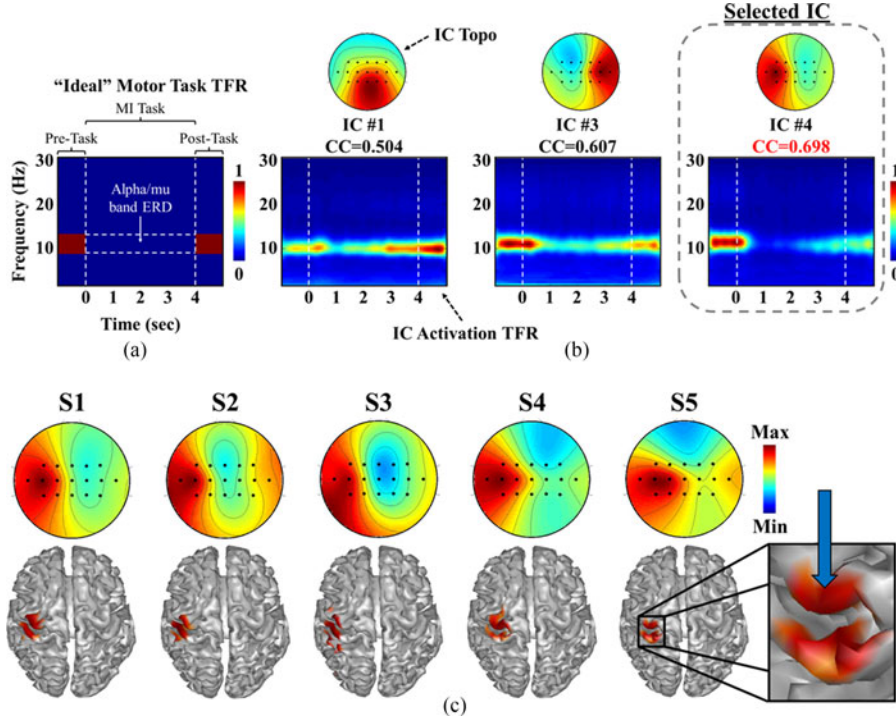 Selected IC
IC Topo
"Ideal" Motor Task TFR
MI Task
Pre-Task
Post-Task
IC #1
CC=0.504
IC #3
CC=0.607
IC #4
CC=0.698
Frequency (Hz)
30
20
10
Alpha/mu
band ERD
1
0
30
20
10
30
20
10
30
20
10
1
0
0 1 2 3 4
0 1 2 3 4
0 1 2 3 4
0 1 2 3 4
Time (sec)
IC Activation TFR
(a)
(b)
S1
S2
S3
S4
S5
Max
Min
(c)